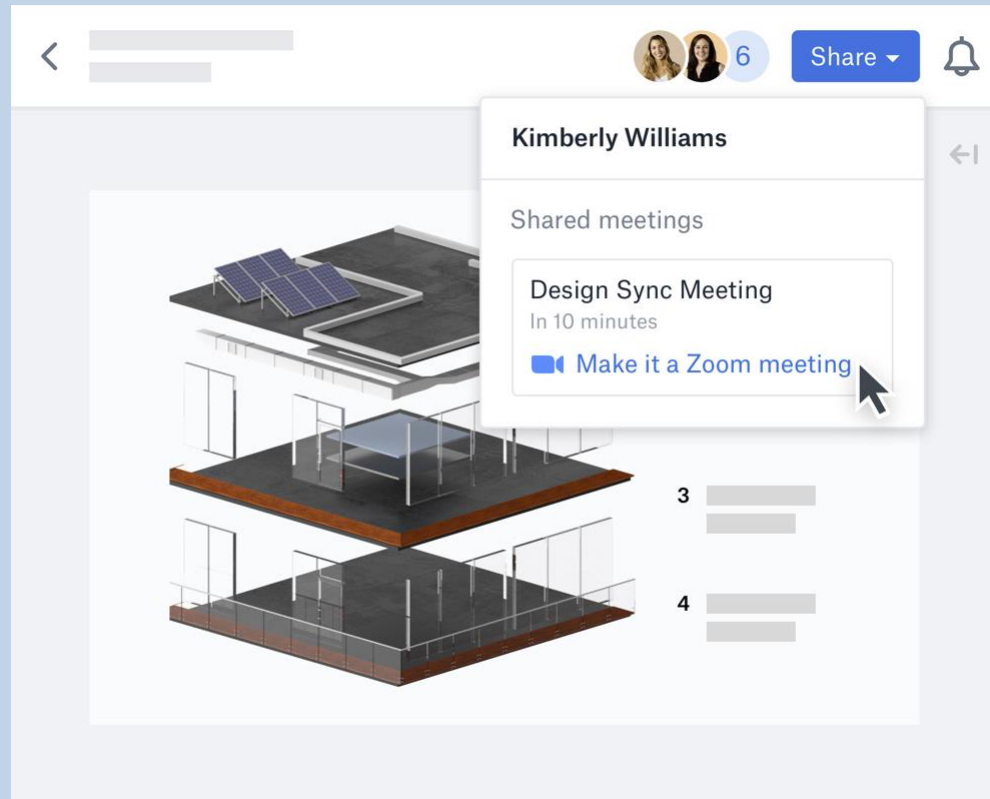 6
Share
Kimberly Williams
Shared meetings
Design Sync Meeting
In 10 minutes
Make it a Zoom meeting
3
4